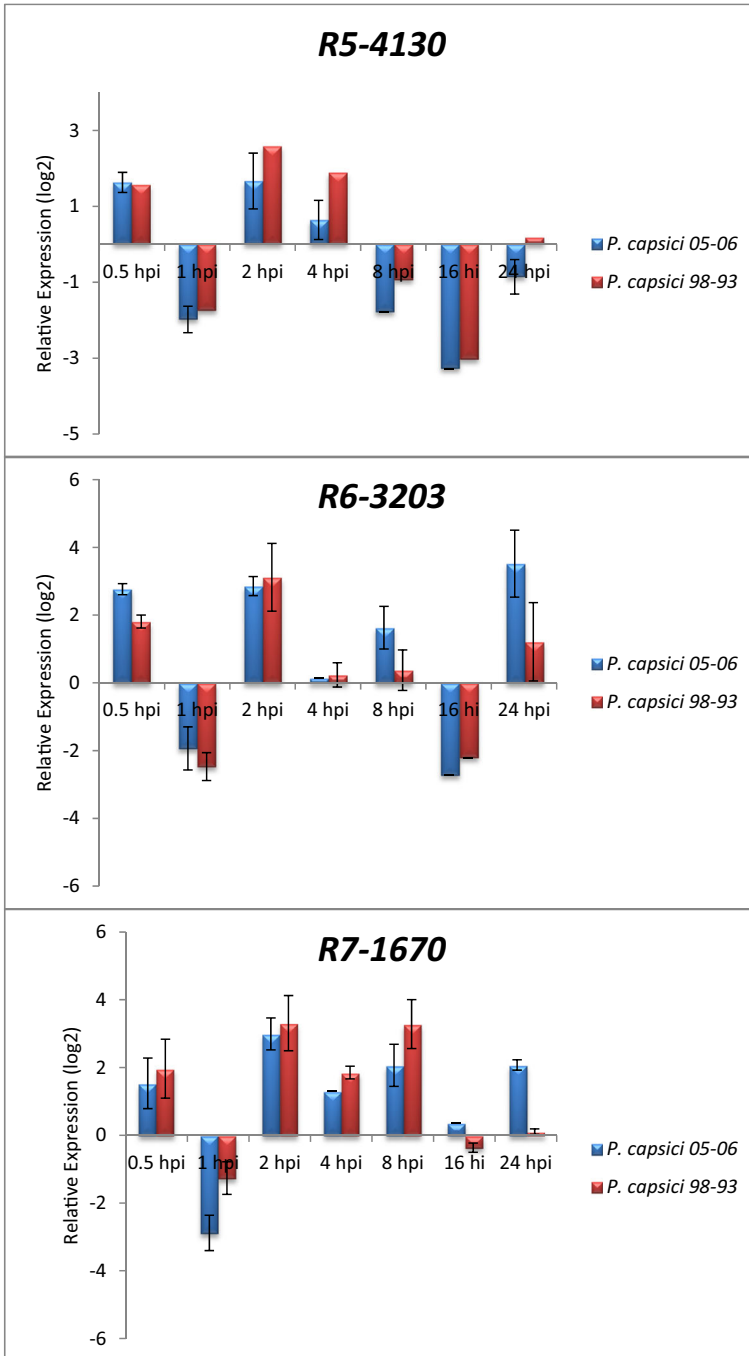 R5-4130
Relative Expression (log2)
3
1
-1
-3
-5
0.5 hpi 1 hpi 2 hpi 4 hpi 8 hpi 16 hi 24 hpi
P. capsici 05-06
P. capsici 98-93
R6-3203
Relative Expression (log2)
6
4
2
0
-2
-4
-6
0.5 hpi 1 hpi 2 hpi 4 hpi 8 hpi 16 hi 24 hpi
P. capsici 05-06
P. capsici 98-93
R7-1670
Relative Expression (log2)
6
4
2
0
-2
-4
-6
0.5 hpi 1 hpi 2 hpi 4 hpi 8 hpi 16 hi 24 hpi
P. capsici 05-06
P. capsici 98-93